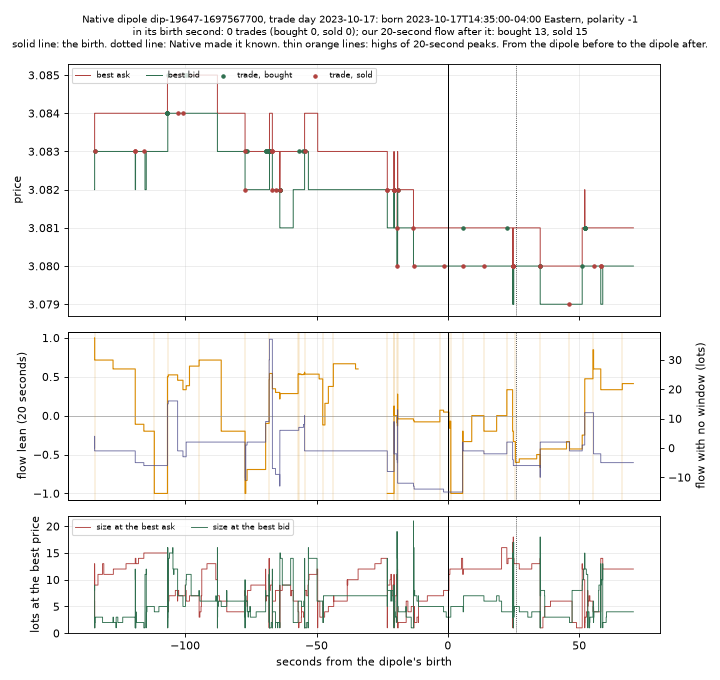 Native dipole dip-19647-1697567700, trade day 2023-10-17: born 2023-10-17T14:35:00-04:00 Eastern, polarity -1
in its birth second: 0 trades (bought 0, sold 0); our 20-second flow after it: bought 13, sold 15
solid line: the birth. dotted line: Native made it known. thin orange lines: highs of 20-second peaks. From the dipole before to the dipole after.
best ask
best bid
trade, bought
trade, sold
3.085
3.084
3.083
3.082
3.081
3.080
3.079
price
1.0
0.5
0.0
−0.5
−1.0
flow lean (20 seconds)
30
20
10
0
−10
flow with no window (lots)
size at the best ask
size at the best bid
20
15
10
5
0
lots at the best price
−100
−50
0
50
seconds from the dipole's birth